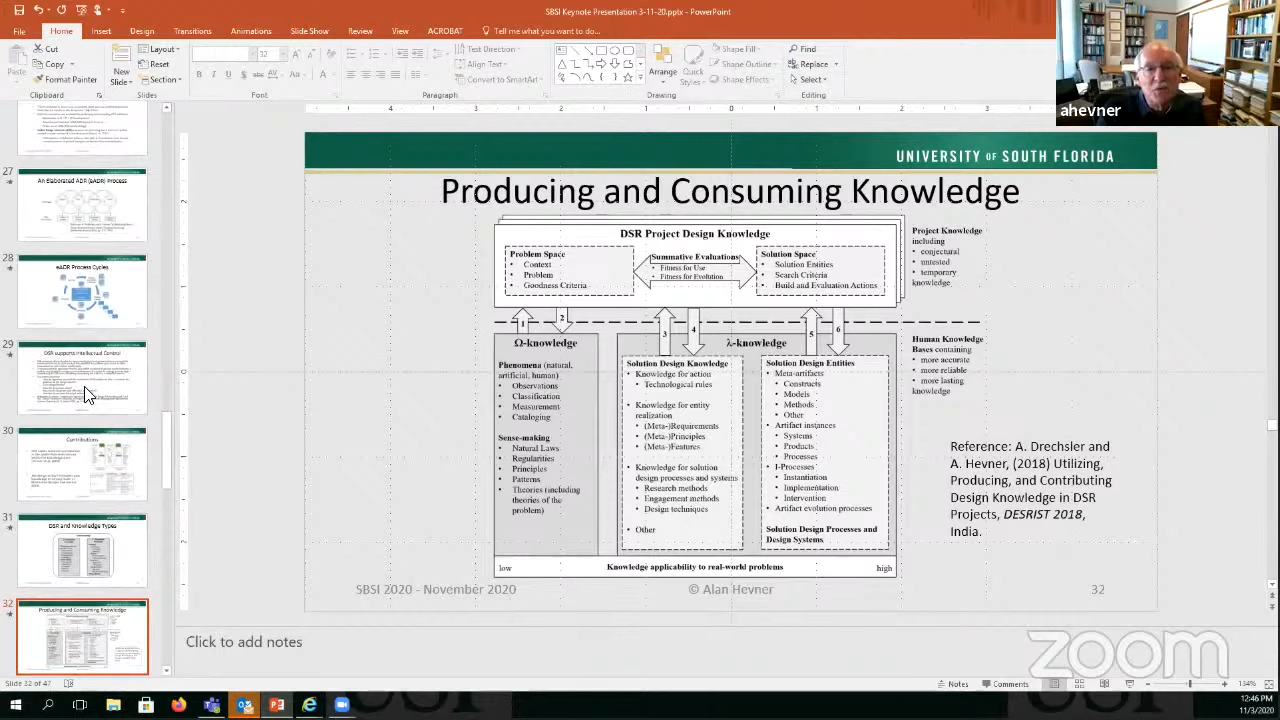 SBSI Keynote Presentation 3-11-20.pptx - PowerPoint
File Home Insert Design Transitions Animations Slide Show Review View ACROBAT Tell me what you want to do...
Paste Cut Copy Format Painter Clipboard
New Slide Layout Reset Section Slides
32
B I U S abc AV Aa A Font
Text Direction Align Text Convert to SmartArt Paragraph
Arrange Quick Styles Shape Fill Shape Outline Shape Effects Drawing
Find Replace Select Editing
ahevner
27 An Elaborated ADR (eADR) Process
28 eADR Process Cycles
29 DSR supports Intellectual Control
30 Contributions
31 DSR and Knowledge Types
32 Producing and Consuming Knowledge
UNIVERSITY OF SOUTH FLORIDA
Producing and Consuming Knowledge
DSR Project Design Knowledge
Problem Space
• Context
• Problem
• Goodness Criteria
Summative Evaluations
• Fitness for Use
• Fitness for Evolution
Solution Space
• Solution Entities
• Search Criteria
• Build and Evaluation Actions
Project Knowledge
including
• conjectural
• untested
• temporary
knowledge
1 2 3 4 5 6
Ω-knowledge
Phenomena (natural,
artificial, human)
• Observations
• Classification
• Measurement
• Cataloging
Sense-making
• Natural Laws
• Regularities
• Principles
• Patterns
• Theories (including
theories of the
problem)
λ-knowledge
Solution Design Knowledge
• Knowledge for action
• Technological rules
• Knowledge for entity
realization
• (Meta-)Requirements
• (Meta-)Principles
• (Meta-)Features
• Knowledge for solution
design processes and systems
• Research methods
• Engagement methods
• Design techniques
• Other
Solution Design Entities
• Meta-artifacts
• Constructs
• Models
• Methods
• Other
• Artifact instances
• Systems
• Products
• Processes
• I-Processes
• Instantiation
• Implementation
• Intervention
• Artifact evolution processes
Solution Design Processes and
Design Systems
Human Knowledge
Bases containing
• more accurate
• more reliable
• more lasting
knowledge
low Knowledge applicability to real-world problems high
Reference: A. Drechsler and
A. Hevner, (2018) Utilizing,
Producing, and Contributing
Design Knowledge in DSR
Projects, DESRIST 2018,
India.
SBSI 2020 - November 2020 © Alan Hevner 32
Click to add notes
zoom
Slide 32 of 47 Notes Comments 134%
12:46 PM
11/3/2020